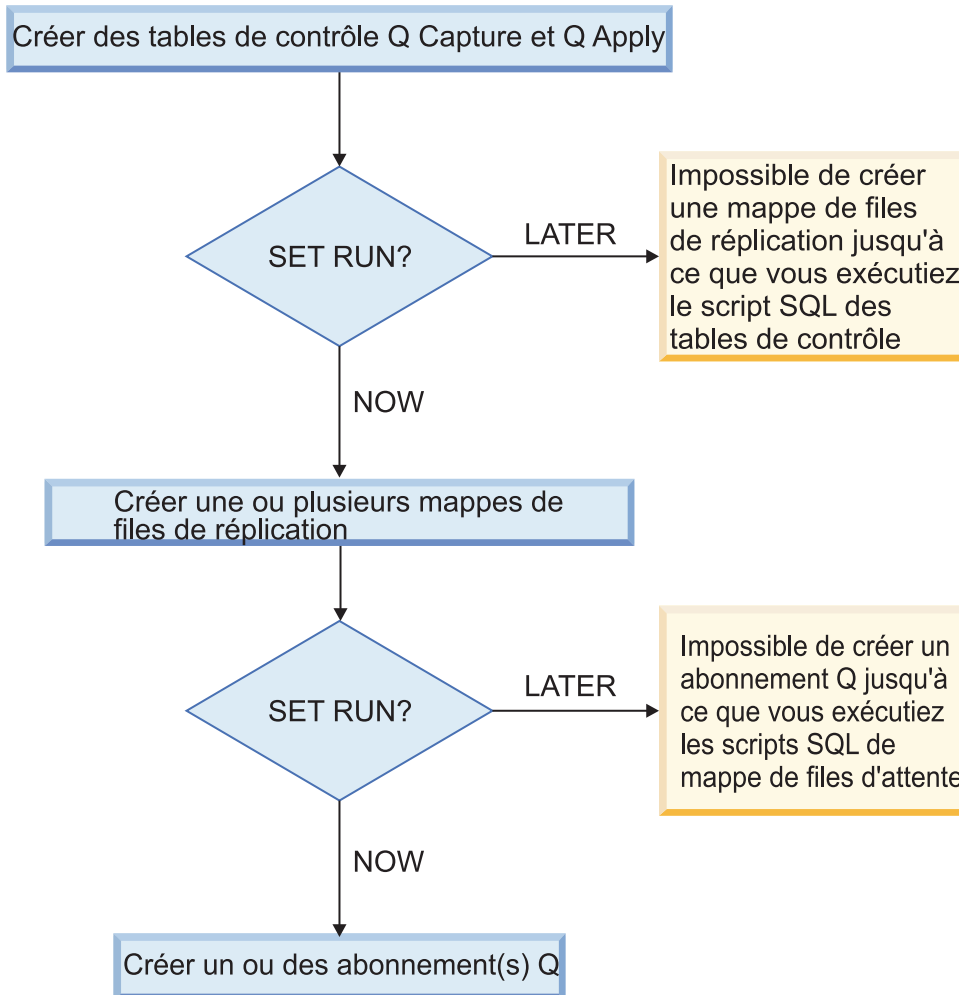 Créer des tables de contrôle Q Capture et Q Apply
SET RUN?
LATER
Impossible de créer
une mappe de files
de réplication jusqu'à
ce que vous exécutiez
le script SQL des
tables de contrôle
NOW
Créer une ou plusieurs mappes de
files de réplication
SET RUN?
LATER
Impossible de créer un
abonnement Q jusqu'à
ce que vous exécutiez
les scripts SQL de
mappe de files d'attente
NOW
Créer un ou des abonnement(s) Q